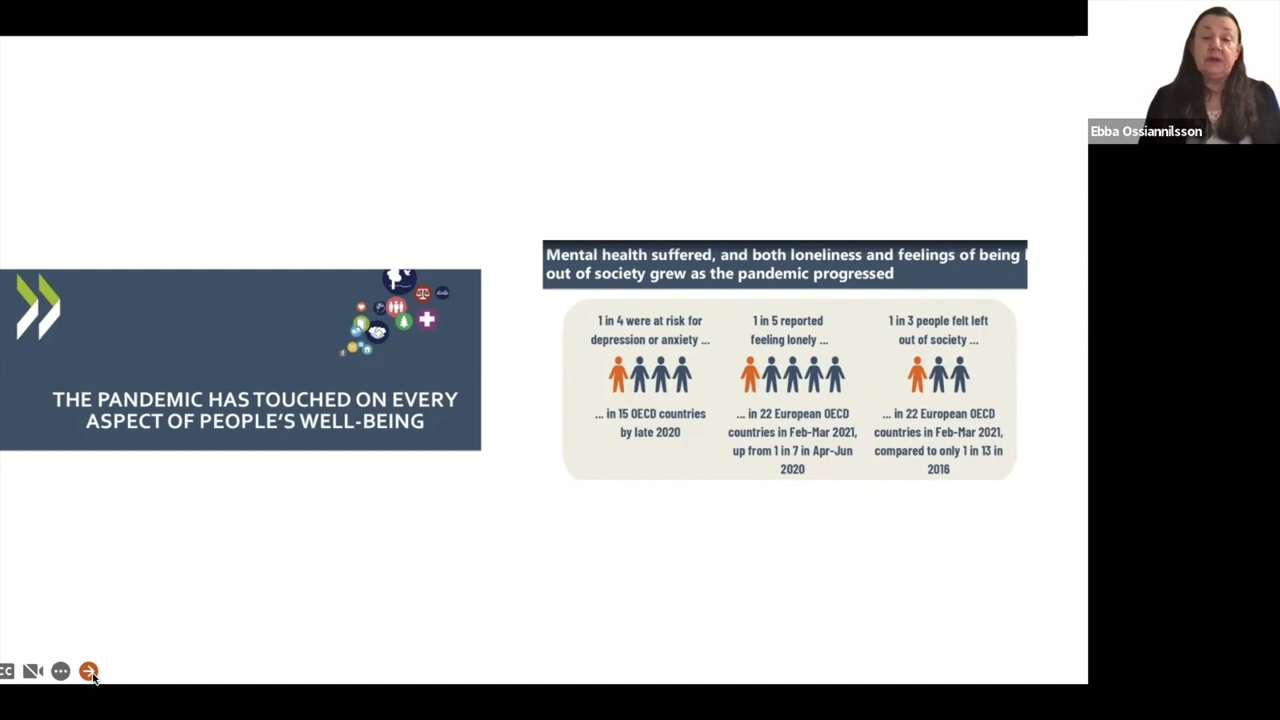 Ebba Ossiannilsson
THE PANDEMIC HAS TOUCHED ON EVERY
ASPECT OF PEOPLE'S WELL-BEING
Mental health suffered, and both loneliness and feelings of being
out of society grew as the pandemic progressed
1 in 4 were at risk for
depression or anxiety ...
... in 15 OECD countries
by late 2020
1 in 5 reported
feeling lonely ...
... in 22 European OECD
countries in Feb-Mar 2021,
up from 1 in 7 in Apr-Jun
2020
1 in 3 people felt left
out of society ...
... in 22 European OECD
countries in Feb-Mar 2021,
compared to only 1 in 13 in
2016